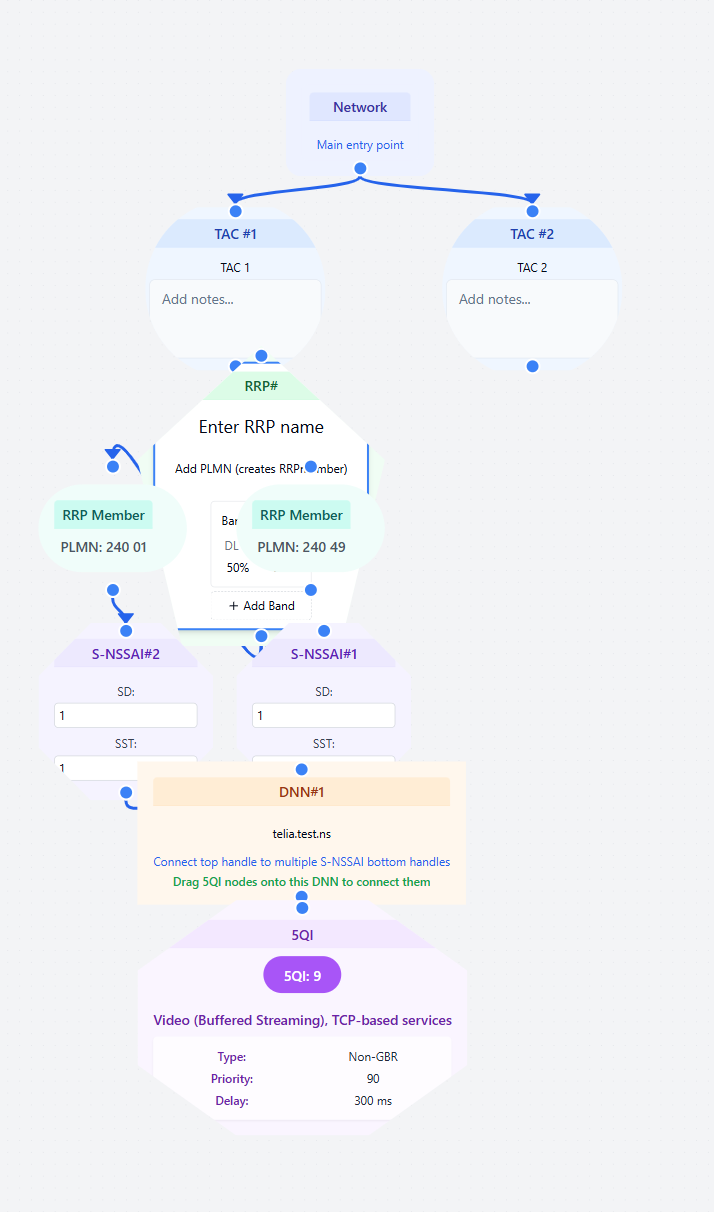 Network
Main entry point
TAC #1
TAC #2
TAC 1
TAC 2
Add notes...
Add notes...
RRP#
Enter RRP name
Add PLMN (creates RRPm mber)
RRP Member
RRP Member
PLMN: 240 01
PLMN: 240 49
DL
50%
+ Add Band
S-NSSAI#2
S-NSSAI#1
SD:
SD:
1
1
SST:
SST:
1
DNN#1
telia.test.ns
Connect top handle to multiple S-NSSAI bottom handles
Drag 5QI nodes onto this DNN to connect them
5QI
5QI: 9
Video (Buffered Streaming), TCP-based services
Type: Non-GBR
Priority: 90
Delay: 300 ms